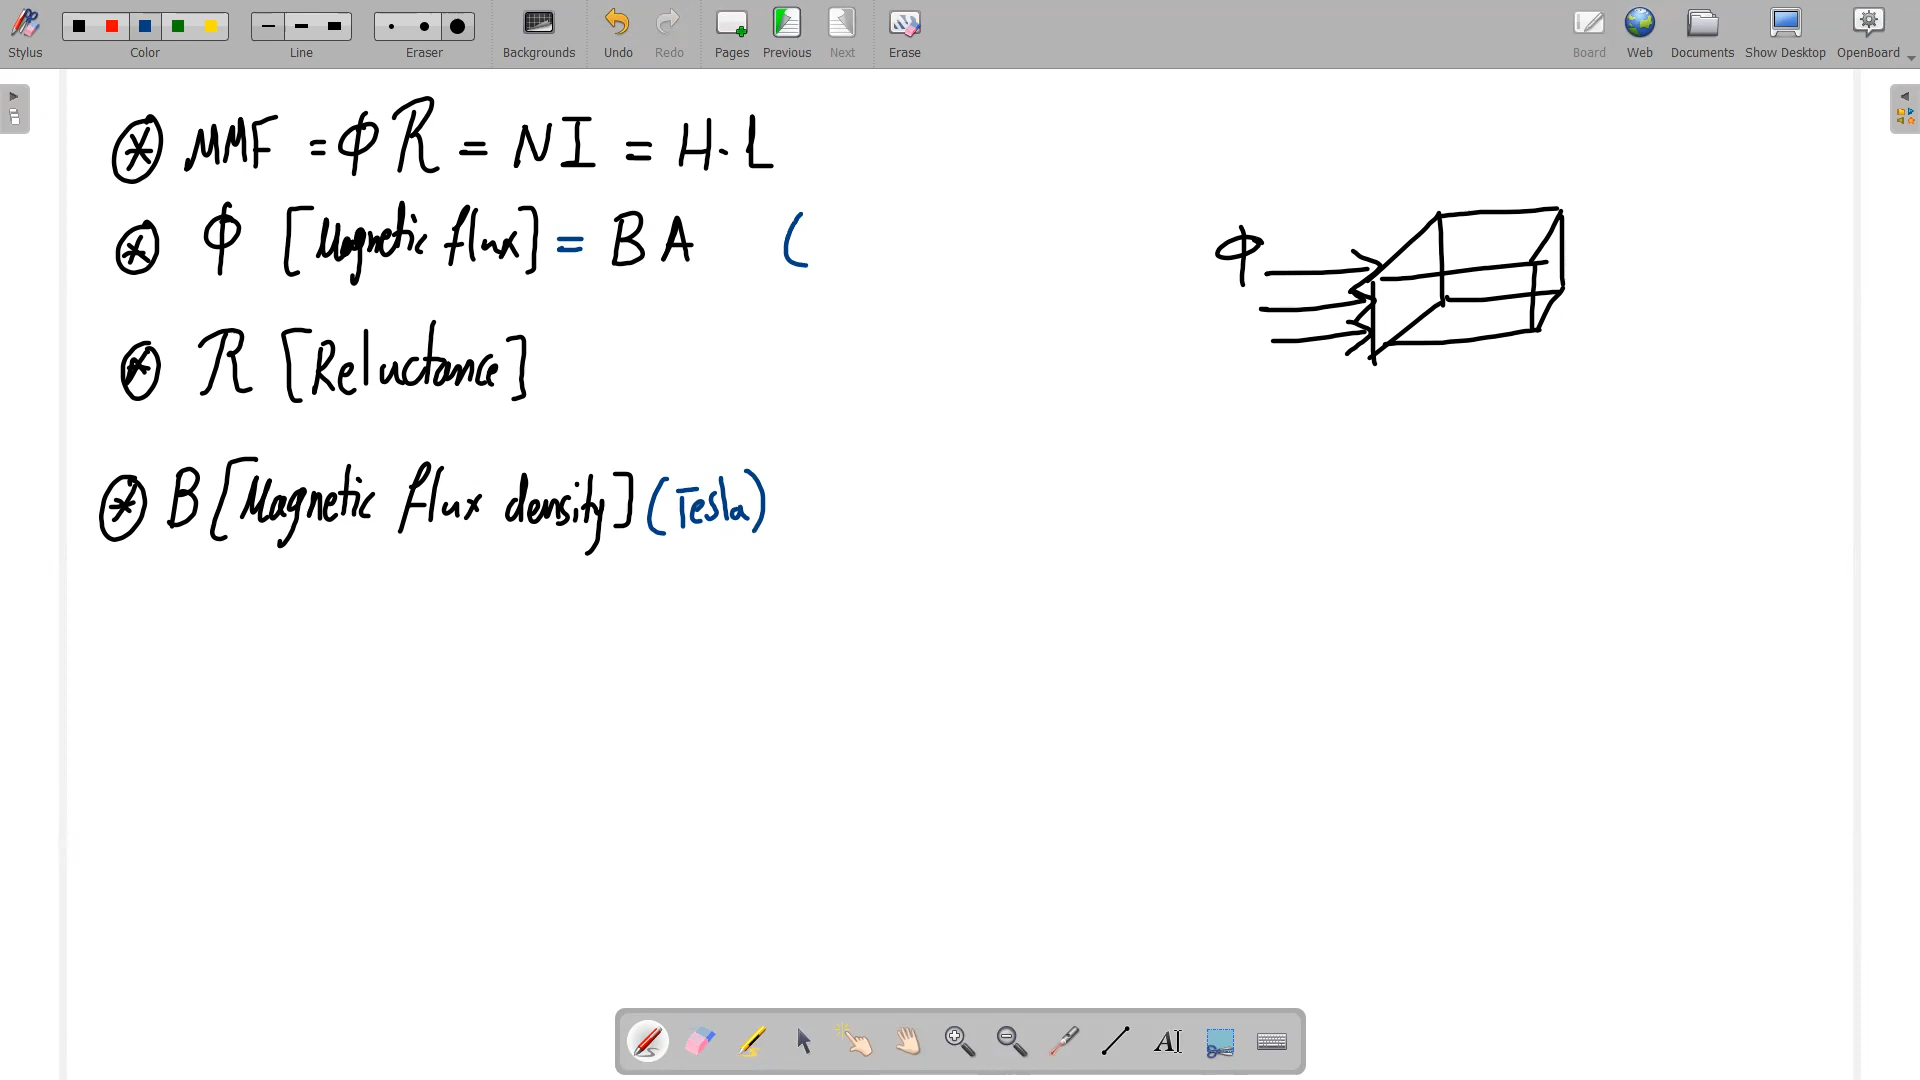 Stylus Color Line Eraser Backgrounds Undo Redo Pages Previous Next Erase Board Web Documents Show Desktop OpenBoard
⊛ MMF = ϕR = NI = H·L
⊛ ϕ [Magnetic flux] = BA (
ϕ
⊛ R [Reluctance]
⊛ B [Magnetic flux density] (Tesla)